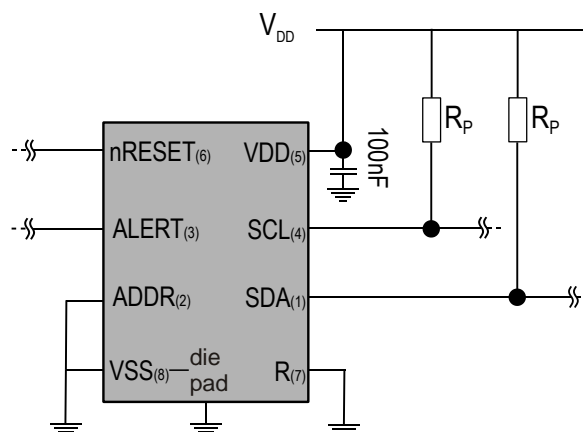 VDD
RP
RP
100nF
nRESET(6)
VDD(5)
ALERT(3)
SCL(4)
ADDR(2)
SDA(1)
VSS(8)
die
pad
R(7)